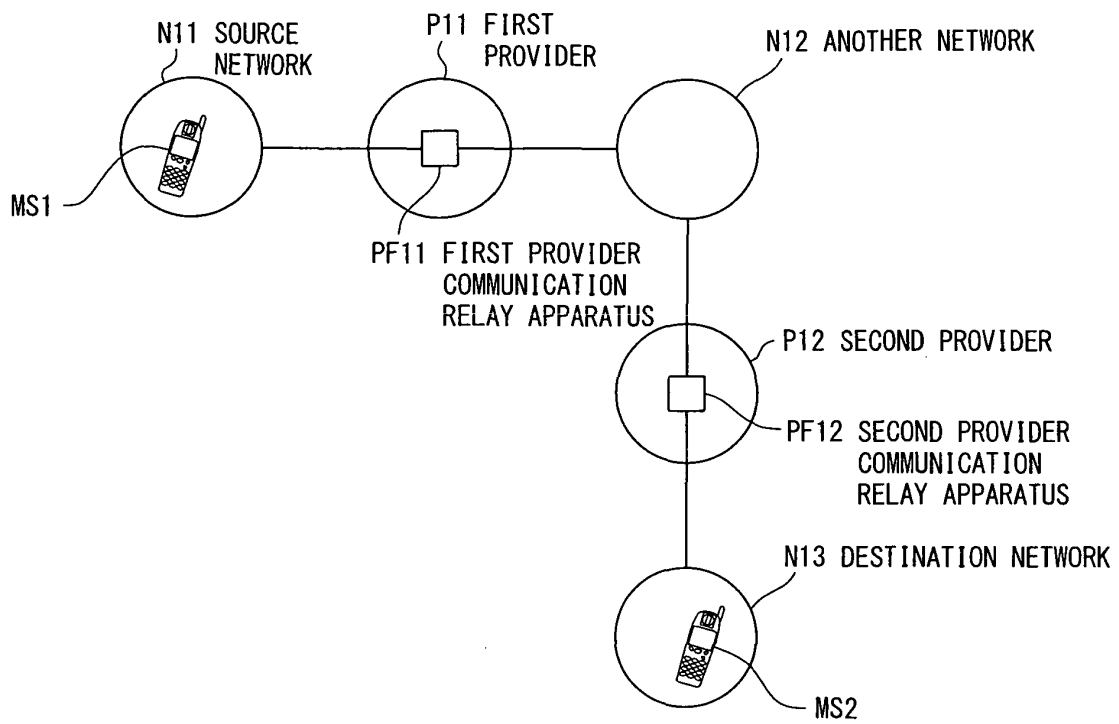 N11 SOURCE
NETWORK
P11 FIRST
PROVIDER
N12 ANOTHER NETWORK
MS1
PF11 FIRST PROVIDER
COMMUNICATION
RELAY APPARATUS
P12 SECOND PROVIDER
PF12 SECOND PROVIDER
COMMUNICATION
RELAY APPARATUS
N13 DESTINATION NETWORK
MS2